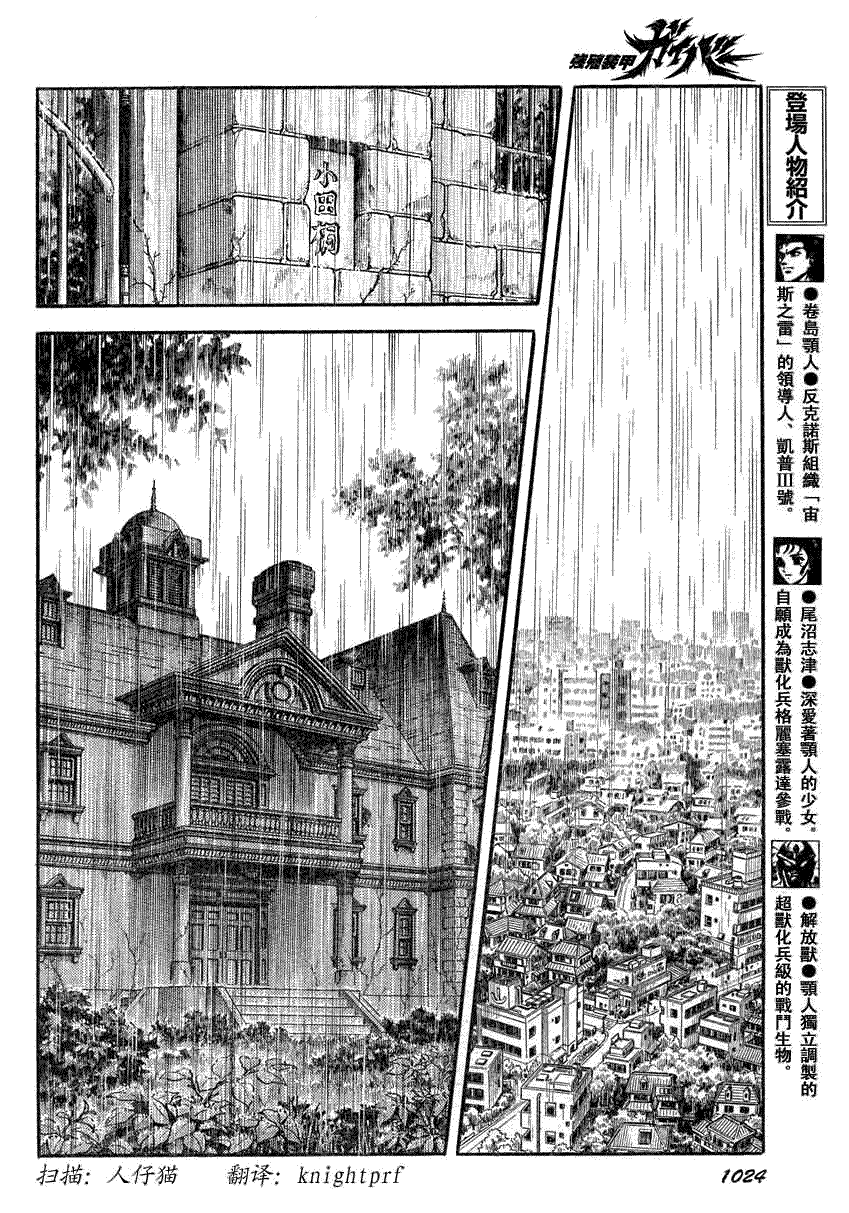 強殖装甲ガイバー
登場人物紹介
●卷島顎人●反克諾斯組織「宙
斯之雷」的領導人、凱普Ⅲ號。
●尾沼志津●深愛著顎人的少女。
自願成為獸化兵格麗塞露達參戰。
●解放獸●顎人獨立調製的
超獸化兵級的戰鬥生物。
小田桐
扫描：人仔猫 翻译：knightprf
1024